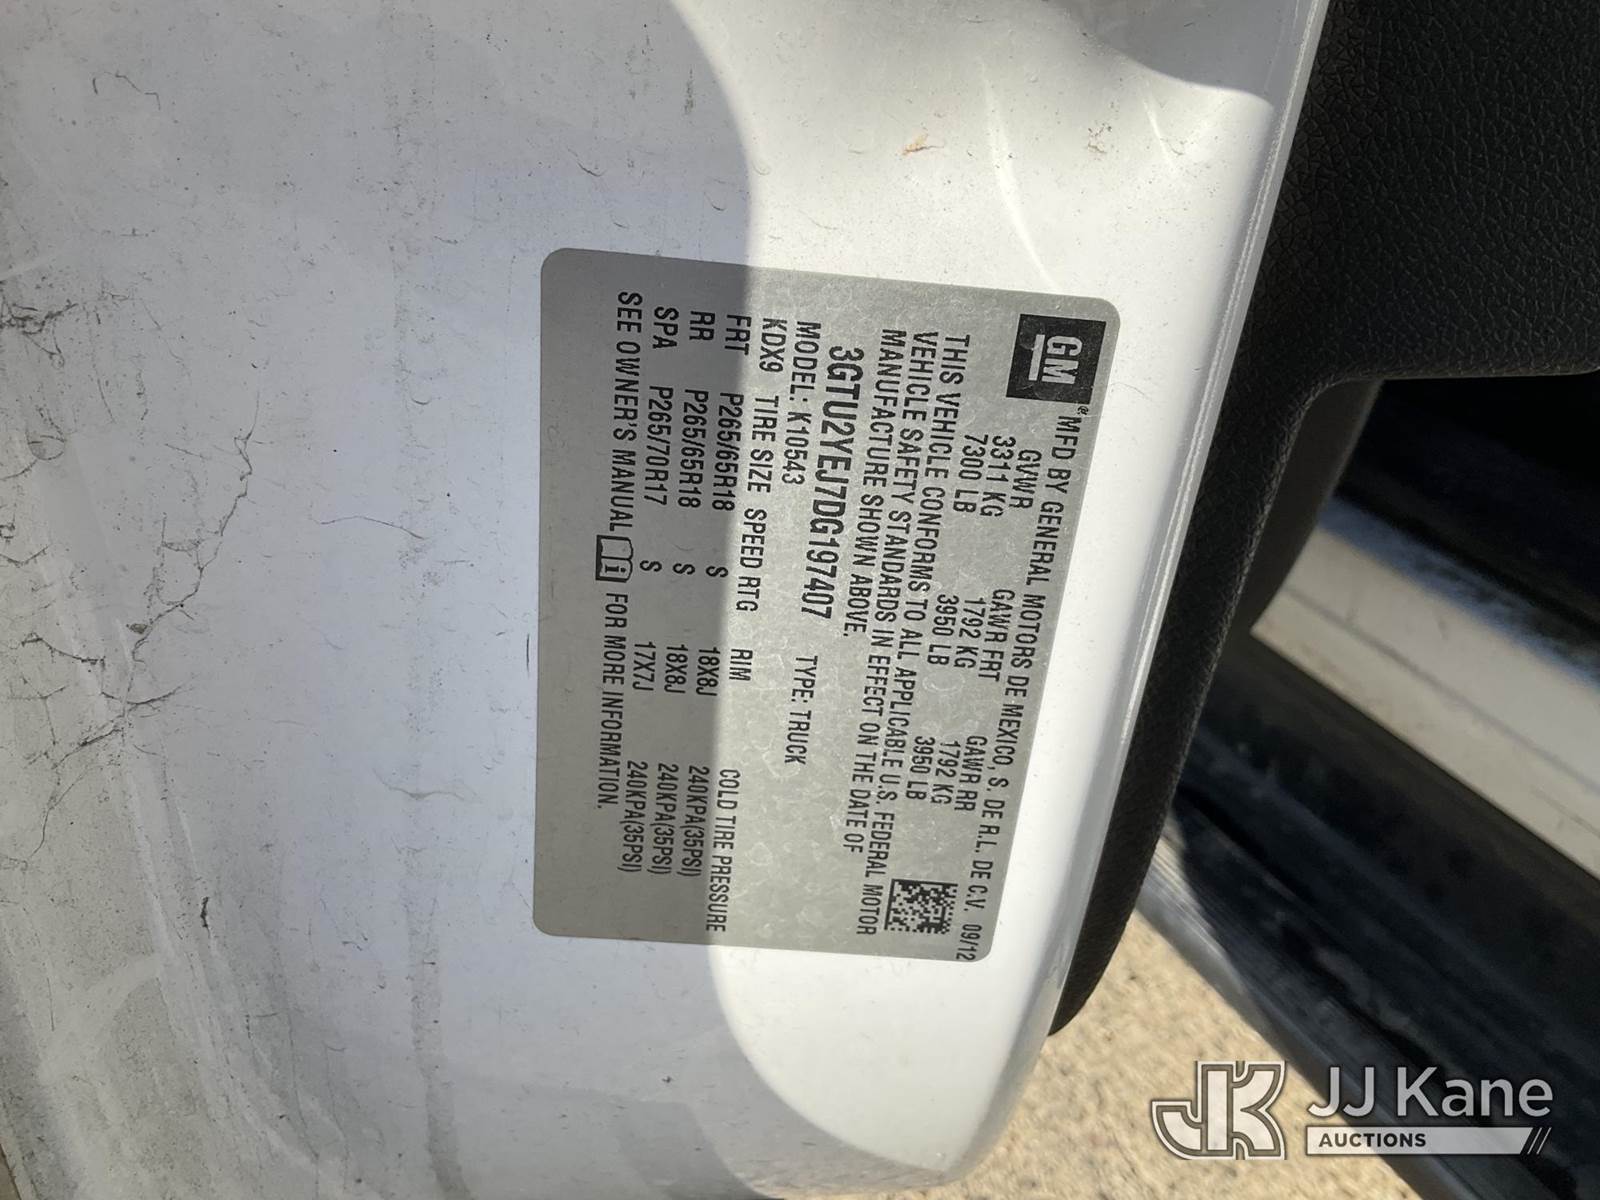 GM® MFD BY GENERAL MOTORS DE MEXICO, S. DE R.L. DE C.V. 09/12
GVWR GAWR FRT GAWR RR
3311 KG 1792 KG 1792 KG
7300 LB 3950 LB 3950 LB
THIS VEHICLE CONFORMS TO ALL APPLICABLE U.S. FEDERAL MOTOR
VEHICLE SAFETY STANDARDS IN EFFECT ON THE DATE OF
MANUFACTURE SHOWN ABOVE.
3GTU2YEJ7DG197407 TYPE: TRUCK
MODEL: K10543
KDX9 TIRE SIZE SPEED RTG RIM COLD TIRE PRESSURE
FRT P265/65R18 S 18X8J 240KPA(35PSI)
RR P265/65R18 S 18X8J 240KPA(35PSI)
SPA P265/70R17 S 17X7J 240KPA(35PSI)
SEE OWNER'S MANUAL i FOR MORE INFORMATION.
JK JJ Kane
AUCTIONS